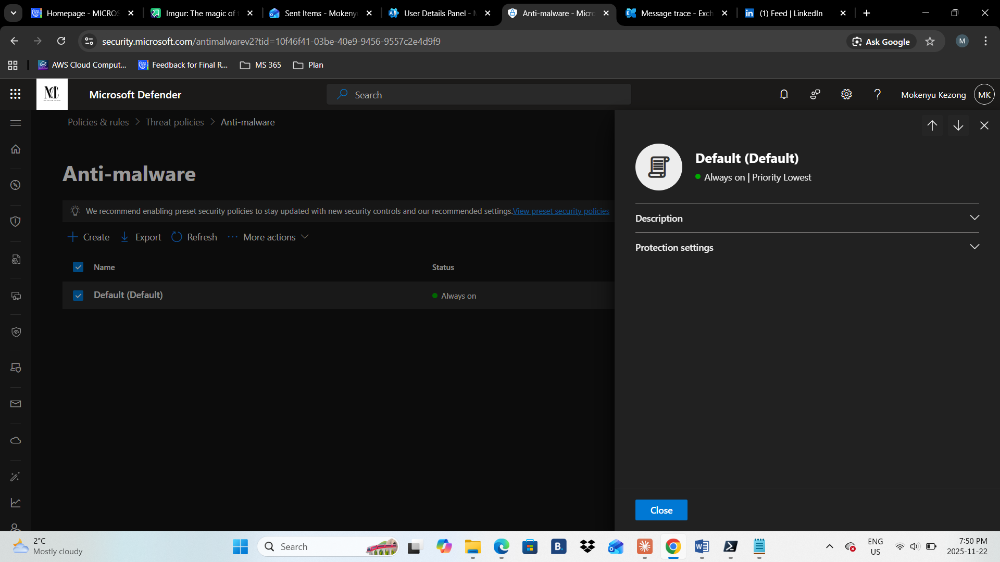 Homepage - MICROS
Imgur: The magic of
Sent Items - Mokeny
User Details Panel -
Anti-malware - Micro
Message trace - Exch
(1) Feed | LinkedIn
security.microsoft.com/antimalwarev2?tid=10f46f41-03be-40e9-9456-9557c2e4d9f9
Ask Google
M
AWS Cloud Comput...
Feedback for Final R...
MS 365
Plan
Microsoft Defender
Search
Mokenyu Kezong
MK
Policies & rules
Threat policies
Anti-malware
Anti-malware
We recommend enabling preset security policies to stay updated with new security controls and our recommended settings.View preset security policies
Create
Export
Refresh
More actions
Name
Status
Default (Default)
Always on
Default (Default)
Always on | Priority Lowest
Description
Protection settings
Close
2°C
Mostly cloudy
Search
ENG
US
7:50 PM
2025-11-22